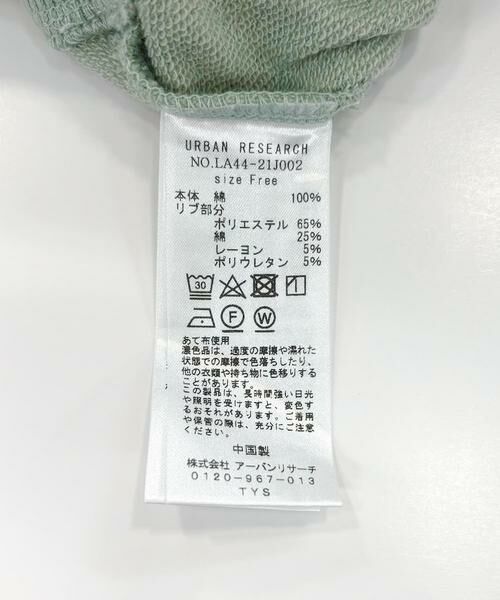 URBAN RESEARCH
NO.LA44-21J002
size Free
本体 綿 100%
リブ部分
ポリエステル 65%
綿 25%
レーヨン 5%
ポリウレタン 5%
30
F W
あて布使用
濃色品は、過度の摩擦や濡れた
状態での摩擦で色落ちしたり、
他の衣類や持ち物に色移りする
ことがあります。
この製品は、長時間強い日光
や照明を受けますと、変色す
るおそれがあります。ご着用
や保管の際は、充分にご注意
ください。
中国製
株式会社 アーバンリサーチ
0120-967-013
TYS